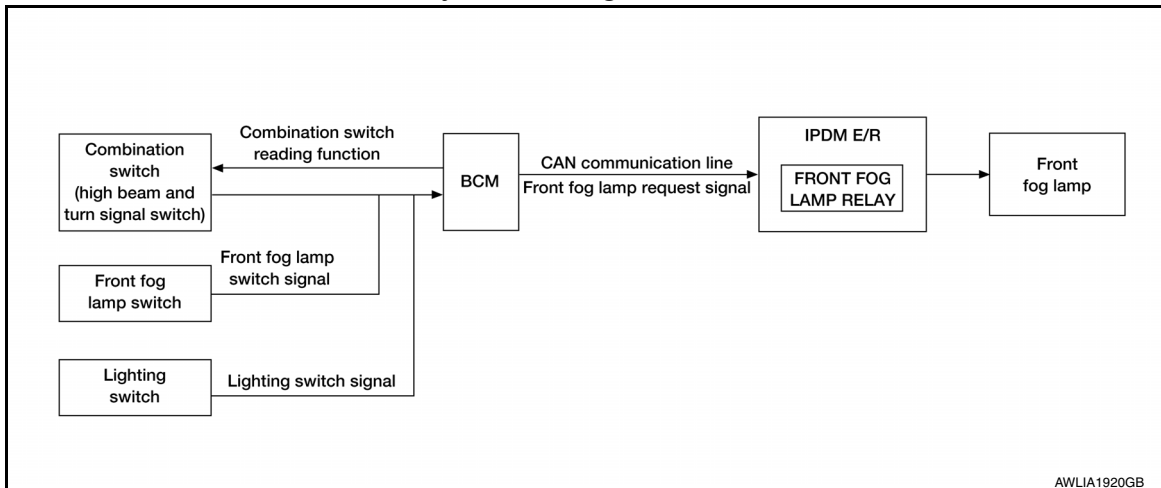 Combination switch
reading function
Combination
switch
(high beam and
turn signal switch)
BCM
CAN communication line
Front fog lamp request signal
IPDM E/R
FRONT FOG
LAMP RELAY
Front
fog lamp
Front fog lamp
switch signal
Front fog
lamp switch
Lighting switch signal
Lighting
switch
AWLIA1920GB